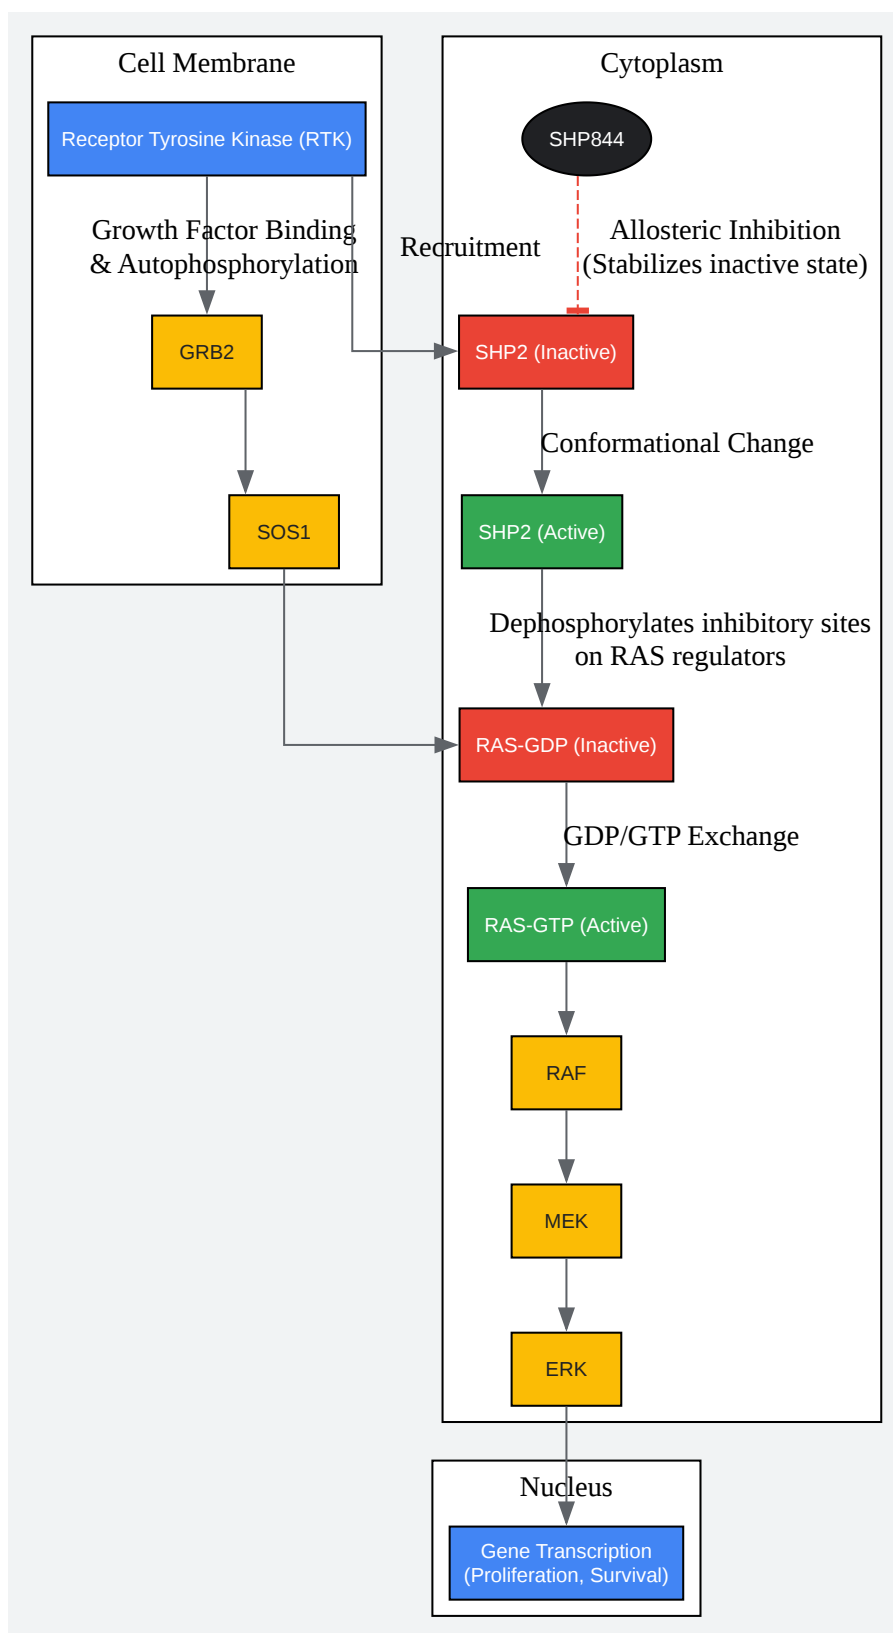 Cell Membrane
Receptor Tyrosine Kinase (RTK)
Growth Factor Binding
& Autophosphorylation
GRB2
SOS1
Recruitment
Cytoplasm
SHP844
Allosteric Inhibition
(Stabilizes inactive state)
SHP2 (Inactive)
Conformational Change
SHP2 (Active)
Dephosphorylates inhibitory sites
on RAS regulators
RAS-GDP (Inactive)
GDP/GTP Exchange
RAS-GTP (Active)
RAF
MEK
ERK
Nucleus
Gene Transcription
(Proliferation, Survival)